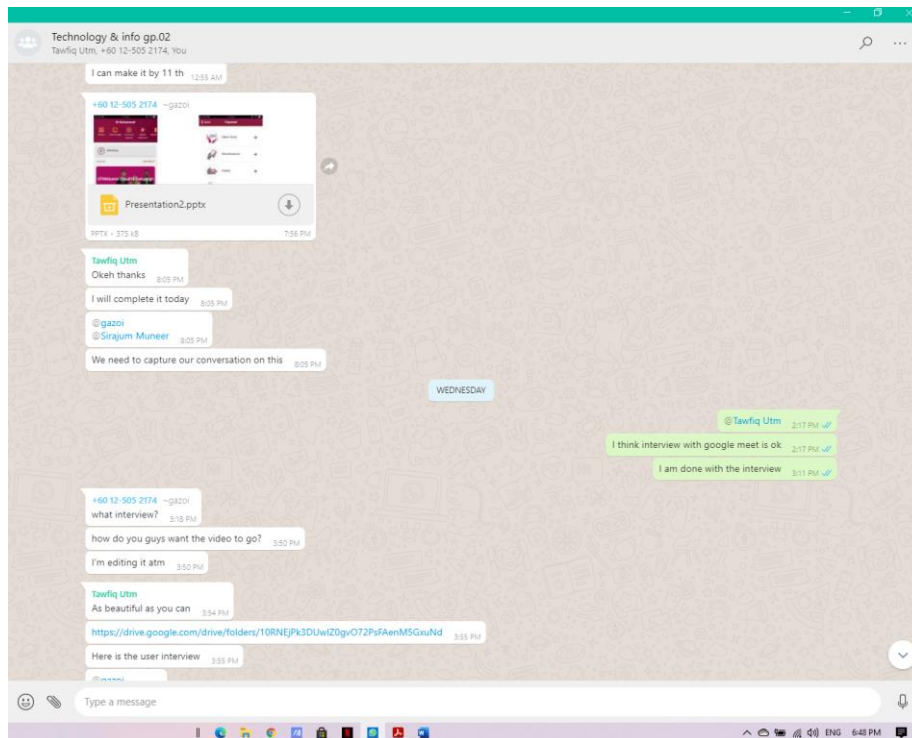 Technology & info gp.02
Tawfiq Utm, +60 12-505 2174, You
I can make it by 11 th 12:55 AM
+60 12-505 2174 ~gazoi
Presentation2.pptx
PPTX • 375 kB 7:56 PM
Tawfiq Utm
Okeh thanks 8:05 PM
I will complete it today 8:05 PM
@gazoi
@Sirajum Muneer 8:05 PM
We need to capture our conversation on this 8:05 PM
WEDNESDAY
@Tawfiq Utm 2:17 PM
I think interview with google meet is ok 2:17 PM
I am done with the interview 3:11 PM
+60 12-505 2174 ~gazoi
what interview? 3:18 PM
how do you guys want the video to go? 3:50 PM
I'm editing it atm 3:50 PM
Tawfiq Utm
As beautiful as you can 3:54 PM
https://drive.google.com/drive/folders/10RNEjPk3DUwlZ0gvO72PsFAenM5GxuNd 3:55 PM
Here is the user interview 3:55 PM
@gazoi
Type a message
ENG 6:48 PM